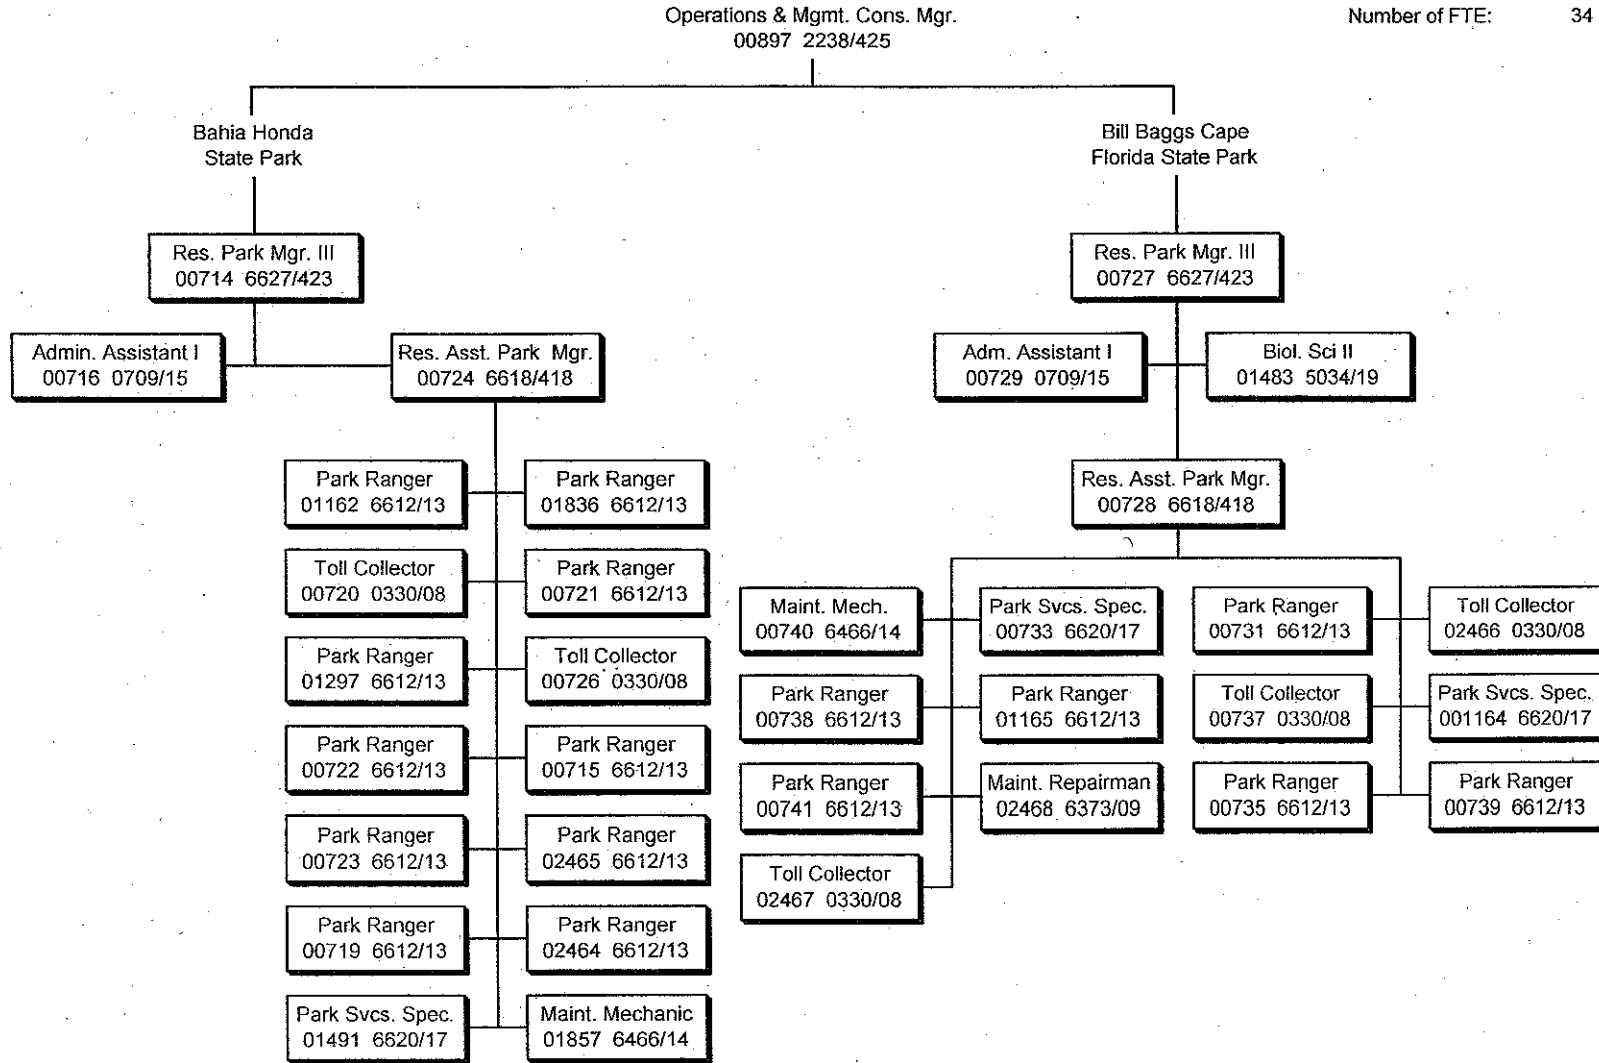 Operations & Mgmt. Cons. Mgr.
00897 2238/425
Number of FTE: 34
Bahia Honda
State Park
Res. Park Mgr. III
00714 6627/423
Admin. Assistant I
00716 0709/15
Res. Asst. Park Mgr.
00724 6618/418
Park Ranger
01162 6612/13
Park Ranger
01836 6612/13
Toll Collector
00720 0330/08
Park Ranger
00721 6612/13
Park Ranger
01297 6612/13
Toll Collector
00726 0330/08
Park Ranger
00722 6612/13
Park Ranger
00715 6612/13
Park Ranger
00723 6612/13
Park Ranger
02465 6612/13
Park Ranger
00719 6612/13
Park Ranger
02464 6612/13
Park Svcs. Spec.
01491 6620/17
Maint. Mechanic
01857 6466/14
Bill Baggs Cape
Florida State Park
Res. Park Mgr. III
00727 6627/423
Adm. Assistant I
00729 0709/15
Biol. Sci II
01483 5034/19
Res. Asst. Park Mgr.
00728 6618/418
Maint. Mech.
00740 6466/14
Park Svcs. Spec.
00733 6620/17
Park Ranger
00738 6612/13
Park Ranger
01165 6612/13
Park Ranger
00741 6612/13
Maint. Repairman
02468 6373/09
Toll Collector
02467 0330/08
Park Ranger
00731 6612/13
Toll Collector
02466 0330/08
Toll Collector
00737 0330/08
Park Svcs. Spec.
001164 6620/17
Park Ranger
00735 6612/13
Park Ranger
00739 6612/13